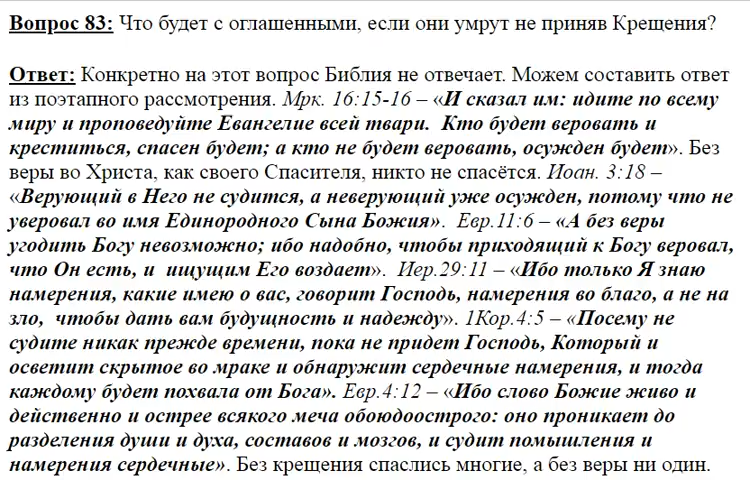 Вопрос 83: Что будет с оглашенными, если они умрут не приняв Крещения?
Ответ: Конкретно на этот вопрос Библия не отвечает. Можем составить ответ
из поэтапного рассмотрения. Мрк. 16:15-16 – «И сказал им: идите по всему
миру и проповедуйте Евангелие всей твари. Кто будет веровать и
креститься, спасен будет; а кто не будет веровать, осужден будет». Без
веры во Христа, как своего Спасителя, никто не спасётся. Иоан. 3:18 –
«Верующий в Него не судится, а неверующий уже осужден, потому что не
уверовал во имя Единородного Сына Божия». Евр.11:6 – «А без веры
угодить Богу невозможно; ибо надобно, чтобы приходящий к Богу веровал,
что Он есть, и ищущим Его воздает». Иер.29:11 – «Ибо только Я знаю
намерения, какие имею о вас, говорит Господь, намерения во благо, а не на
зло, чтобы дать вам будущность и надежду». 1Кор.4:5 – «Посему не
судите никак прежде времени, пока не придет Господь, Который и
осветит скрытое во мраке и обнаружит сердечные намерения, и тогда
каждому будет похвала от Бога». Евр.4:12 – «Ибо слово Божие живо и
действенно и острее всякого меча обоюдоострого: оно проникает до
разделения души и духа, составов и мозгов, и судит помышления и
намерения сердечные». Без крещения спаслись многие, а без веры ни один.